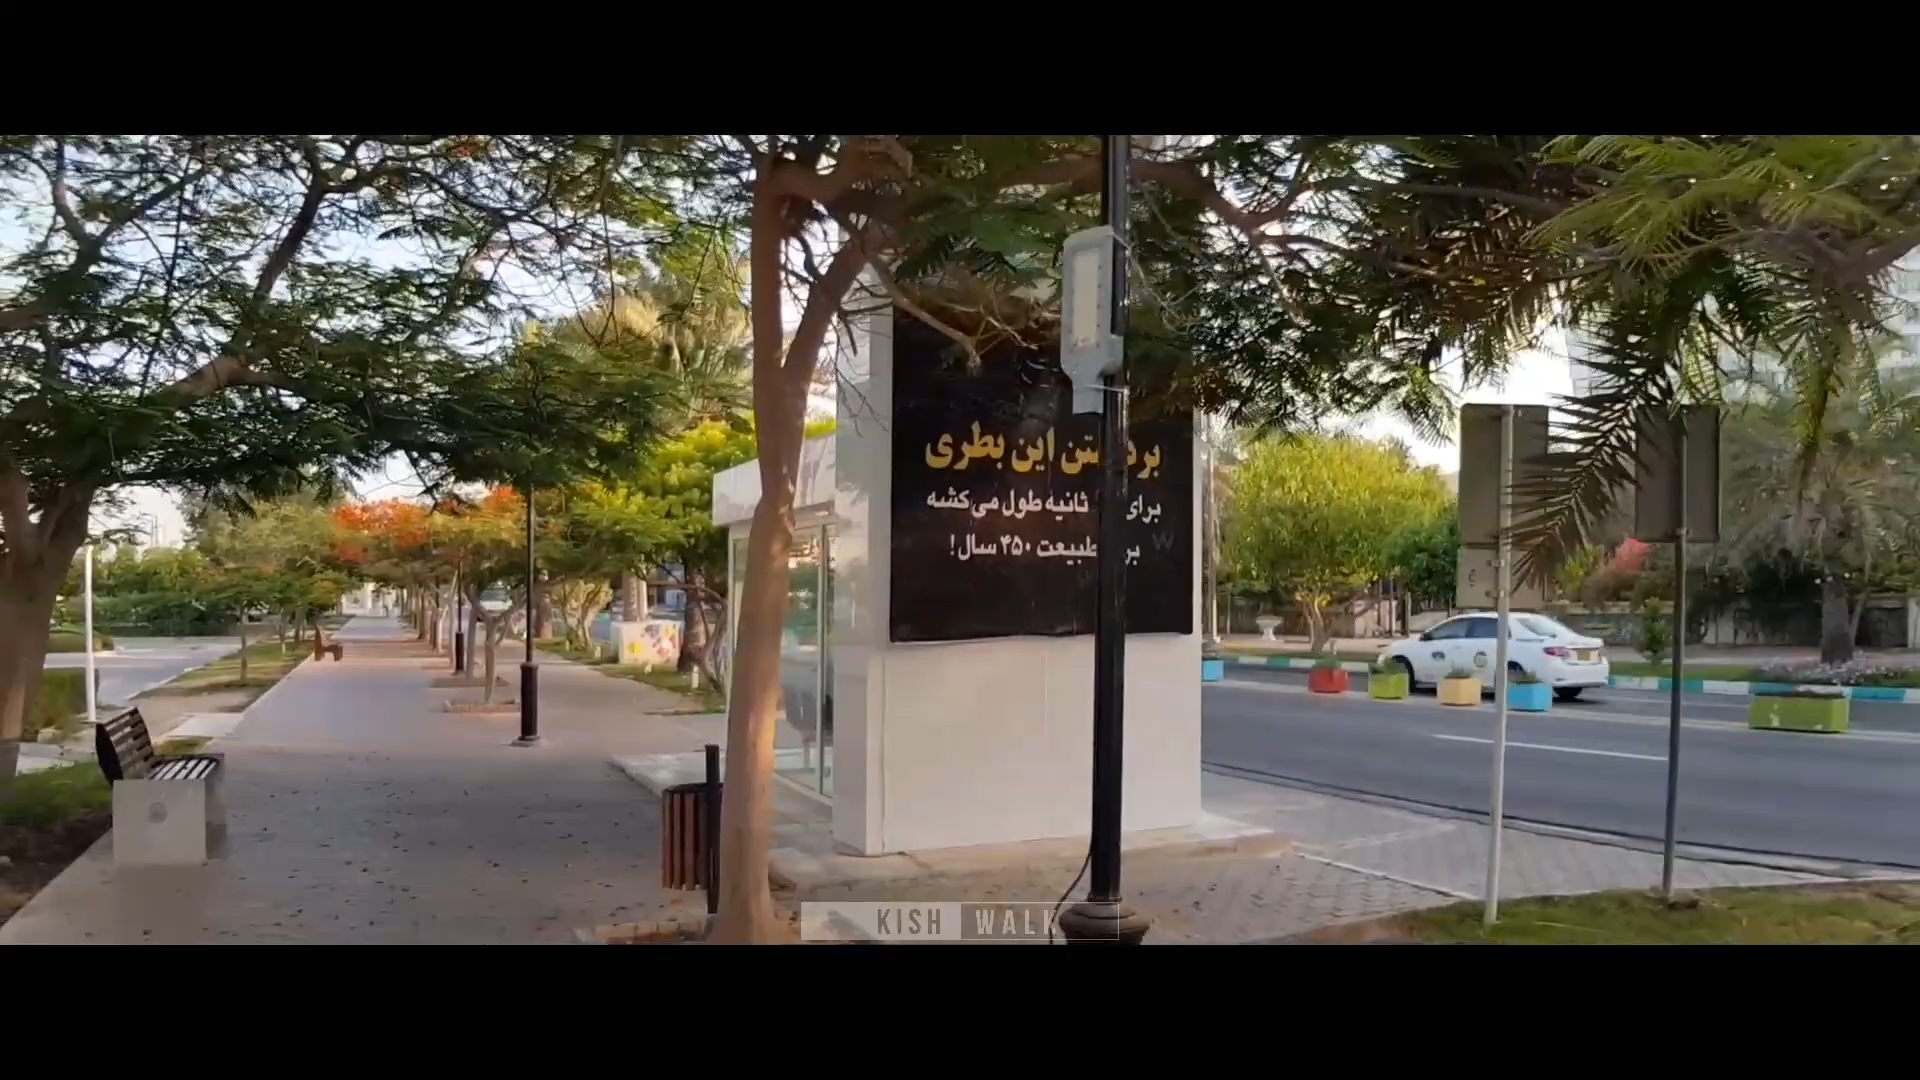 این بطری
برای ثانیه طول می‌کشه
طبیعت ۴۵۰ سال!
KISH WALK